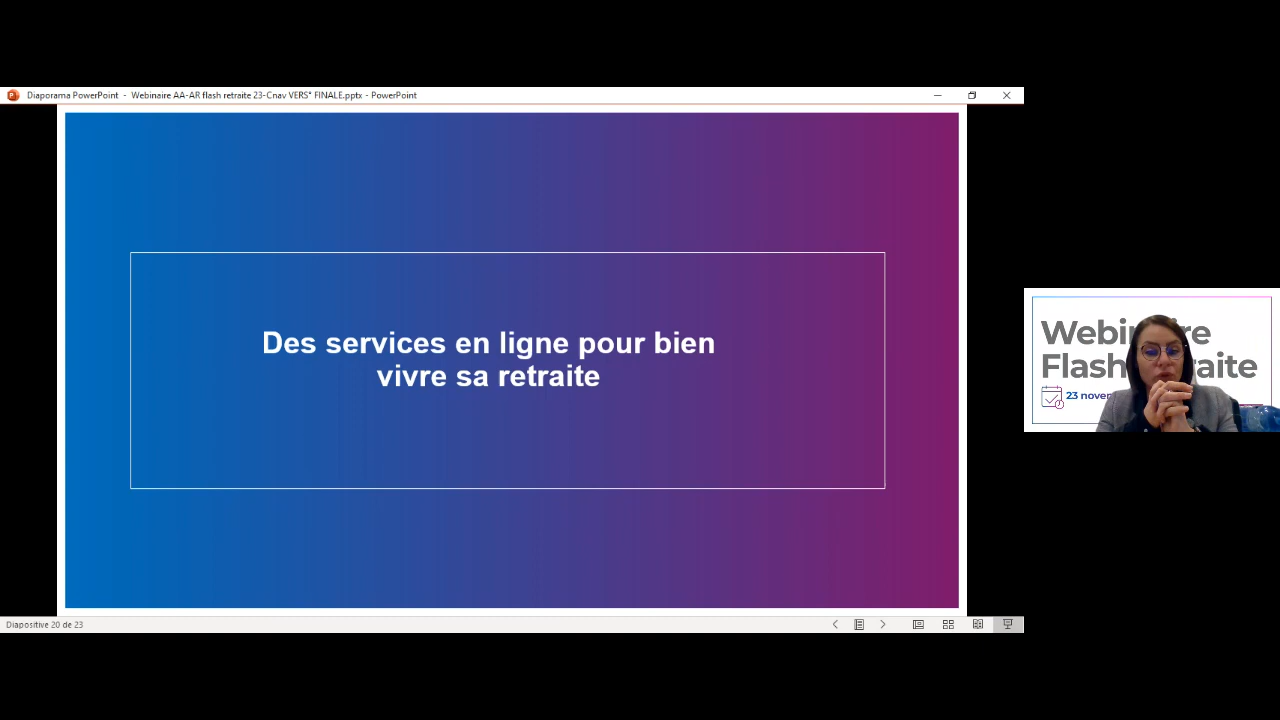 Diaporama PowerPoint - Webinaire AA-AR flash retraite 23-Cnav VERS° FINALE.pptx - PowerPoint
Des services en ligne pour bien
vivre sa retraite
Webinaire
Flash
23
Diapositive 20 de 23